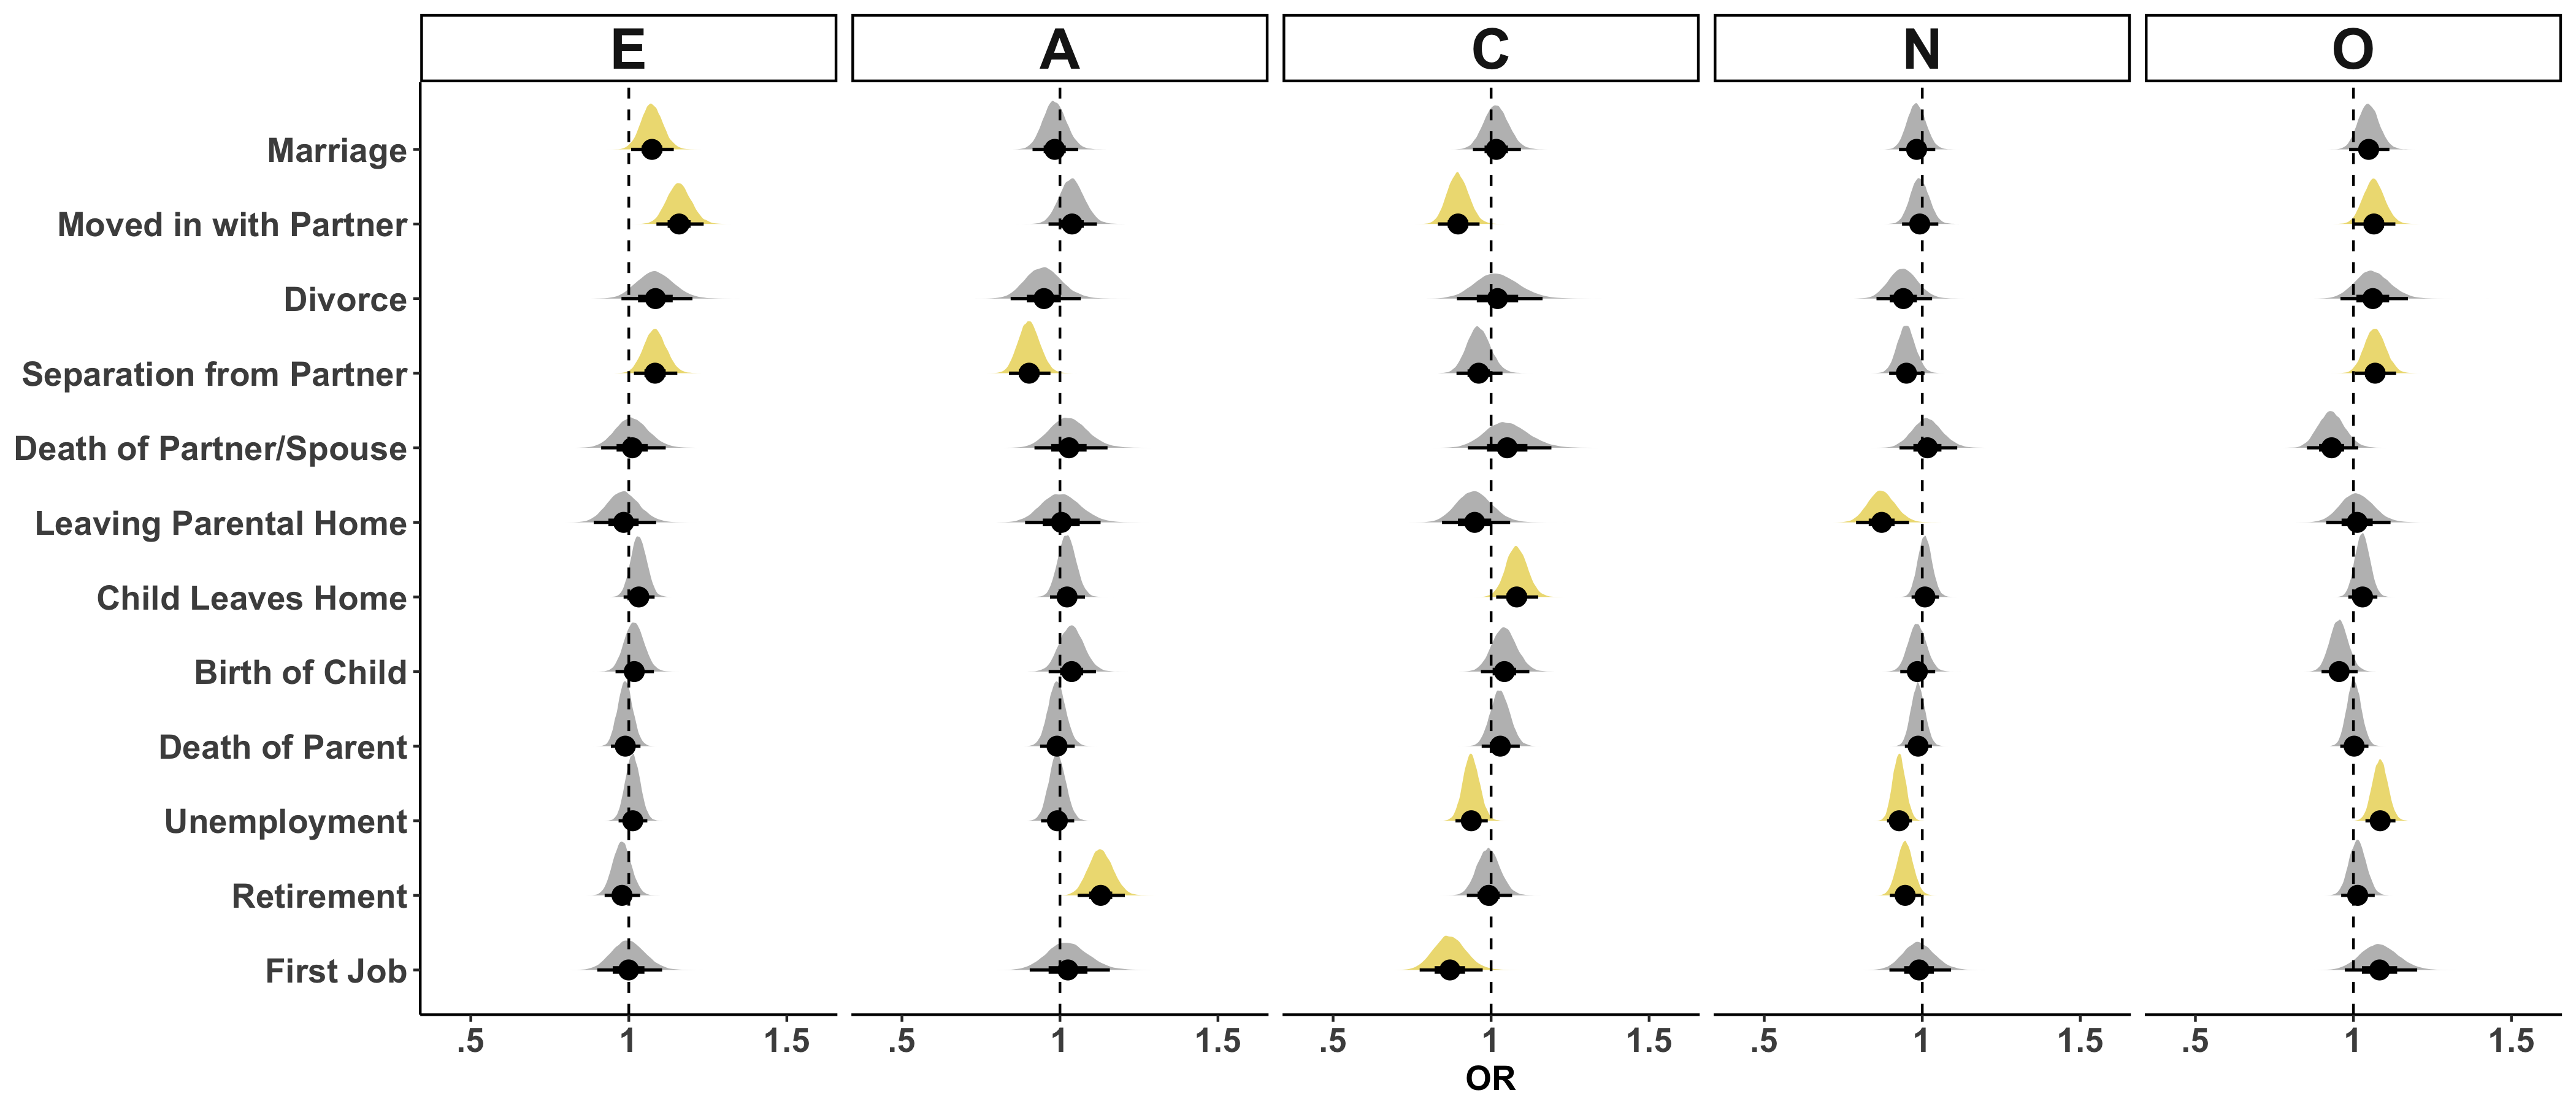 E A C N O
Marriage
Moved in with Partner
Divorce
Separation from Partner
Death of Partner/Spouse
Leaving Parental Home
Child Leaves Home
Birth of Child
Death of Parent
Unemployment
Retirement
First Job
.5 1 1.5 .5 1 1.5 .5 1 1.5 .5 1 1.5 .5 1 1.5
OR